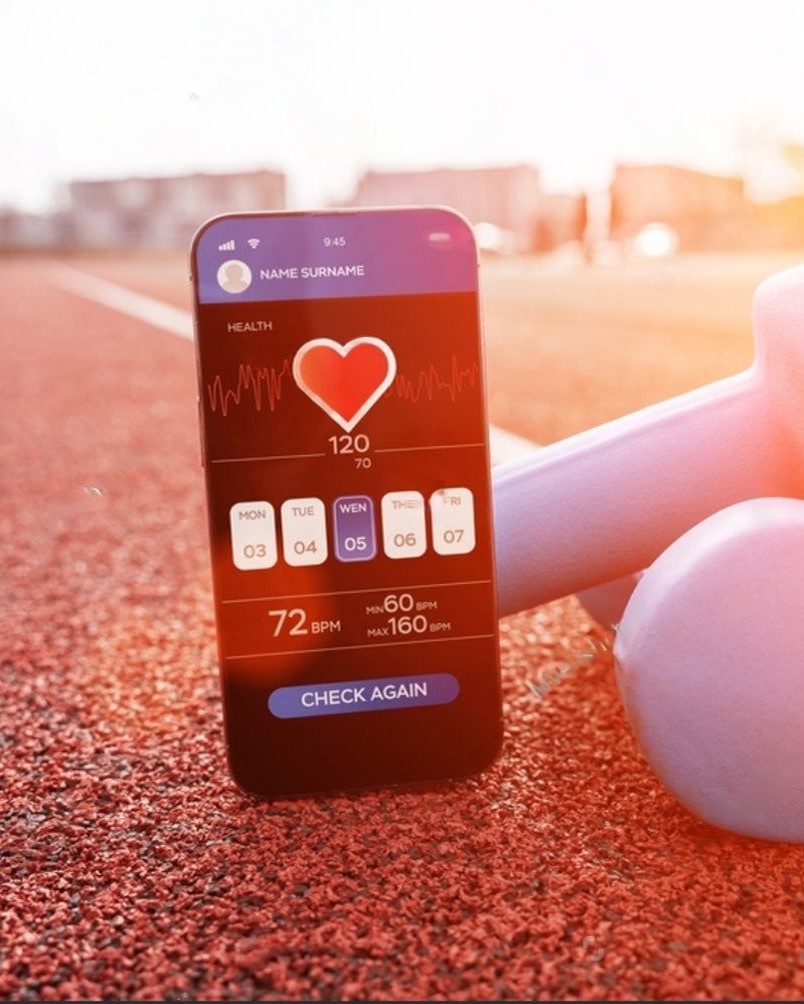 9:45
NAME SURNAME
HEALTH
120
70
MON TUE WEN THE FRI
03 04 05 06 07
72 BPM
MIN 60 BPM
MAX 160 BPM
CHECK AGAIN